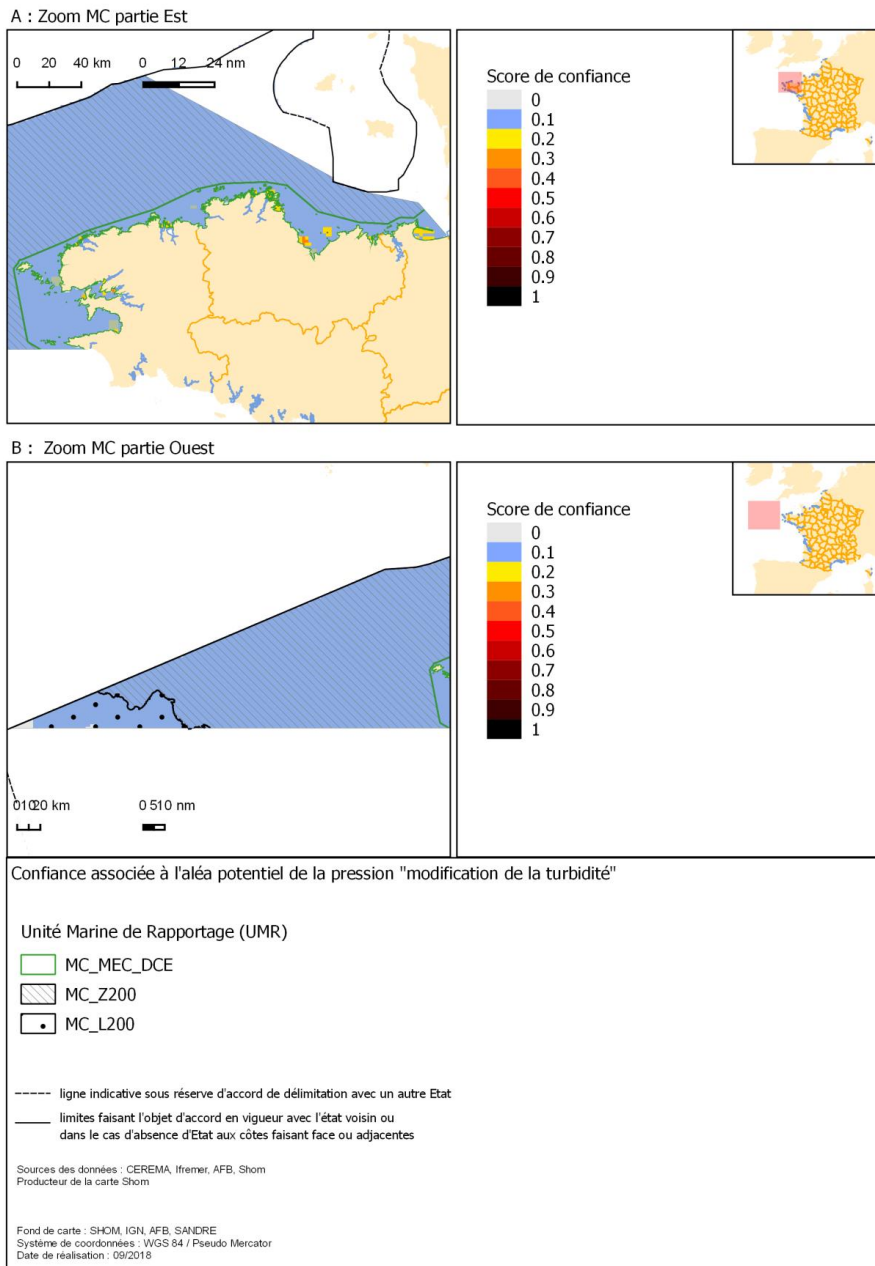 A : Zoom MC partie Est
0 20 40 km
0 12 24 nm
Score de confiance
0
0.1
0.2
0.3
0.4
0.5
0.6
0.7
0.8
0.9
1
B : Zoom MC partie Ouest
Score de confiance
0
0.1
0.2
0.3
0.4
0.5
0.6
0.7
0.8
0.9
1
01020 km
0 510 nm
Confiance associée à l'aléa potentiel de la pression "modification de la turbidité"
Unité Marine de Rapportage (UMR)
MC_MEC_DCE
MC_Z200
MC_L200
ligne indicative sous réserve d'accord de délimitation avec un autre Etat
limites faisant l'objet d'accord en vigueur avec l'état voisin ou
dans le cas d'absence d'Etat aux côtes faisant face ou adjacentes
Sources des données : CEREMA, Ifremer, AFB, Shom
Producteur de la carte Shom
Fond de carte : SHOM, IGN, AFB, SANDRE
Système de coordonnées : WGS 84 / Pseudo Mercator
Date de réalisation : 09/2018